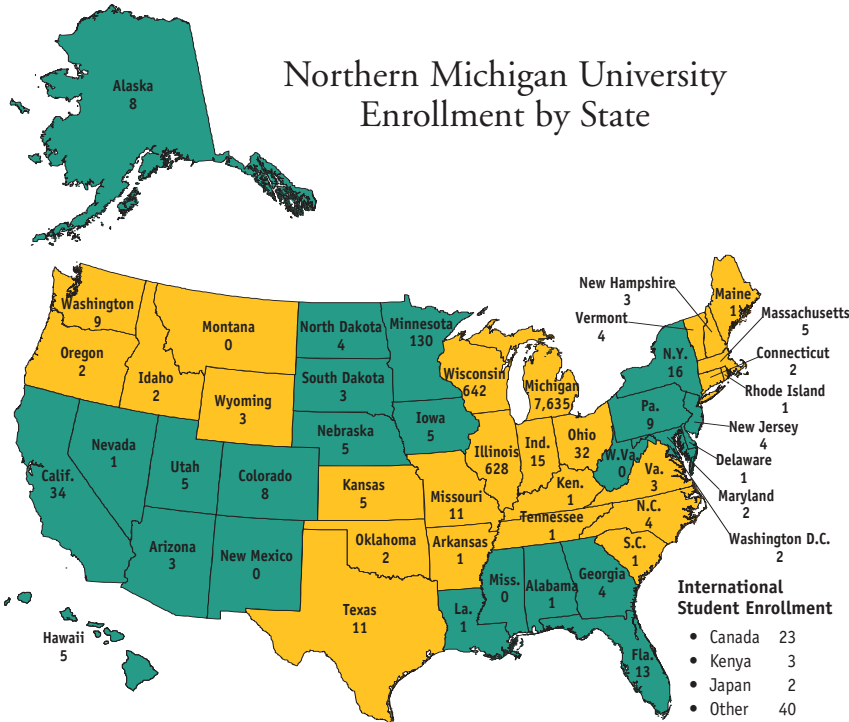 Northern Michigan University
Enrollment by State
Alaska
8
Washington
9
Oregon
2
Idaho
2
Montana
0
Wyoming
3
North Dakota
4
South Dakota
3
Nebraska
5
Minnesota
130
Iowa
5
Wisconsin
642
Michigan
7,635
Illinois
628
Ind.
15
Ohio
32
Calif.
34
Nevada
1
Utah
5
Colorado
8
Arizona
3
New Mexico
0
Kansas
5
Missouri
11
Oklahoma
2
Arkansas
1
Texas
11
La.
1
Miss.
0
Alabama
1
Georgia
4
Fla.
13
Ken.
1
Tennessee
1
W.Va.
0
Va.
3
N.C.
4
S.C.
1
Pa.
9
N.Y.
16
New Hampshire
3
Vermont
4
Maine
1
Massachusetts
5
Connecticut
2
Rhode Island
1
New Jersey
4
Delaware
1
Maryland
2
Washington D.C.
2
Hawaii
5
International
Student Enrollment
• Canada 23
• Kenya 3
• Japan 2
• Other 40